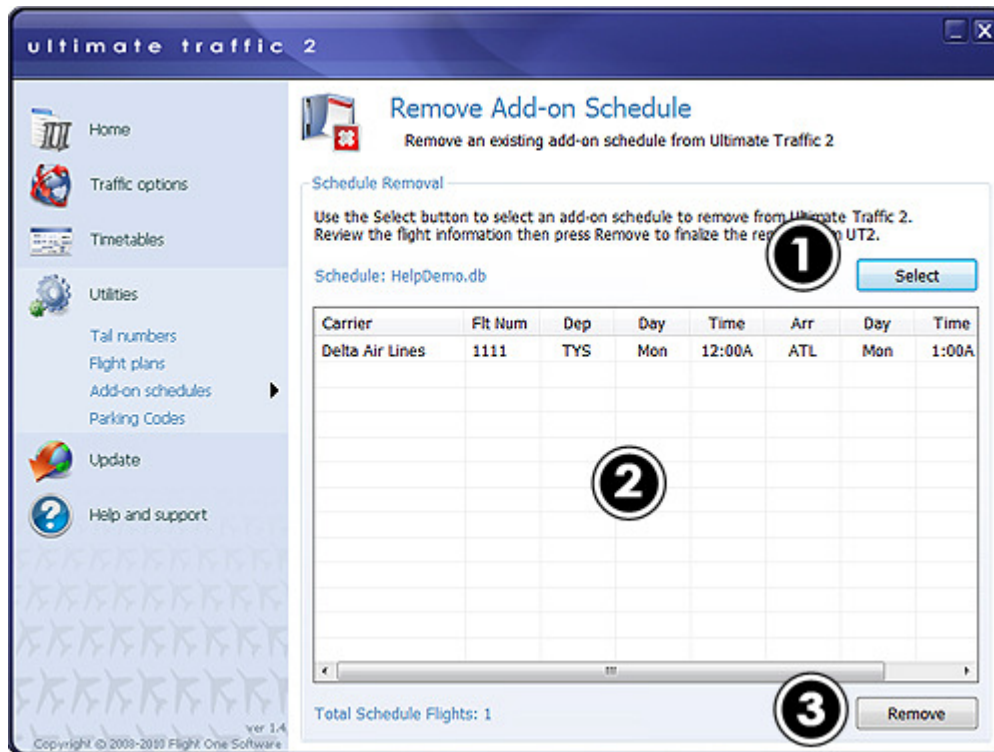 ultimate traffic 2
Home
Traffic options
Timetables
Utilities
Tail numbers
Flight plans
Add-on schedules
Parking Codes
Update
Help and support
ver 1.4
Copyright © 2008-2010 Flight One Software
Remove Add-on Schedule
Remove an existing add-on schedule from Ultimate Traffic 2
Schedule Removal
Use the Select button to select an add-on schedule to remove from Ultimate Traffic 2.
Review the flight information then press Remove to finalize the UT2.
1
Schedule: HelpDemo.db
Select
Carrier Flt Num Dep Day Time Arr Day Time
Delta Air Lines 1111 TYS Mon 12:00A ATL Mon 1:00A
2
Total Schedule Flights: 1
3
Remove